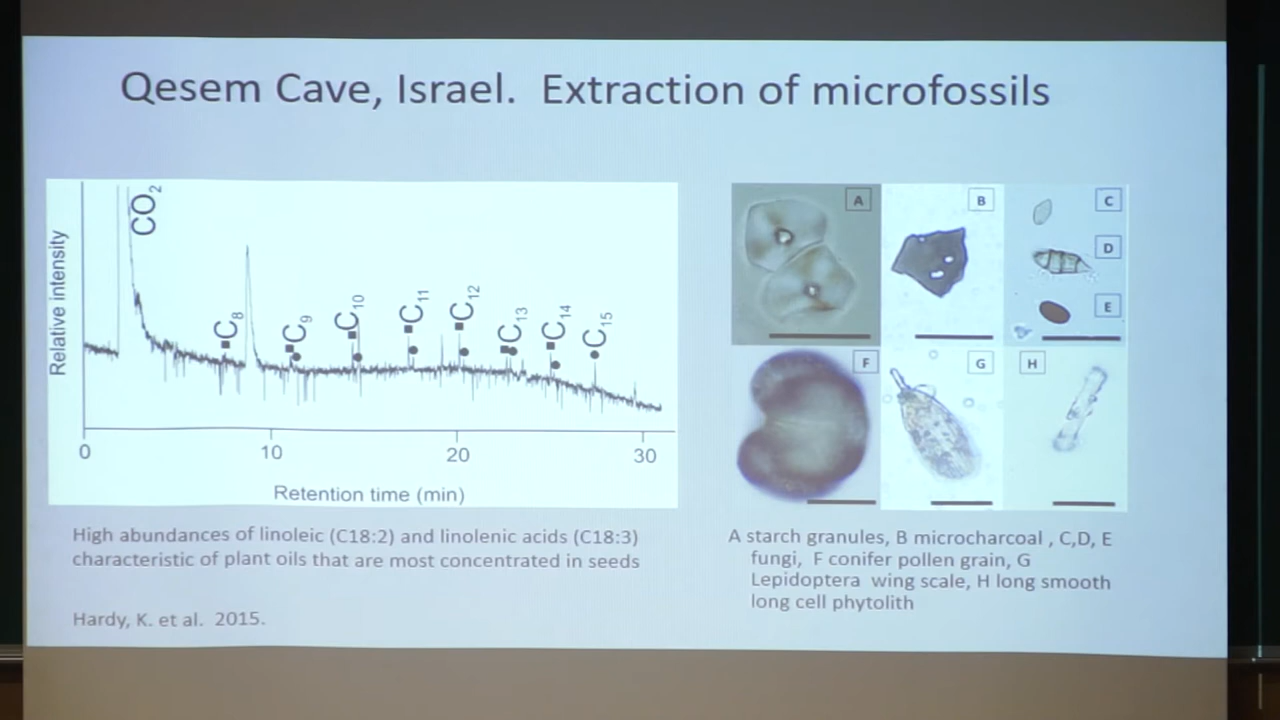 Qesem Cave, Israel. Extraction of microfossils
Relative intensity
CO2
C8
C9
C10
C11
C12
C13
C14
C15
0
10
20
30
Retention time (min)
A
B
C
D
E
F
G
H
High abundances of linoleic (C18:2) and linolenic acids (C18:3)
characteristic of plant oils that are most concentrated in seeds
Hardy, K. et al. 2015.
A starch granules, B microcharcoal , C,D, E
fungi, F conifer pollen grain, G
Lepidoptera wing scale, H long smooth
long cell phytolith